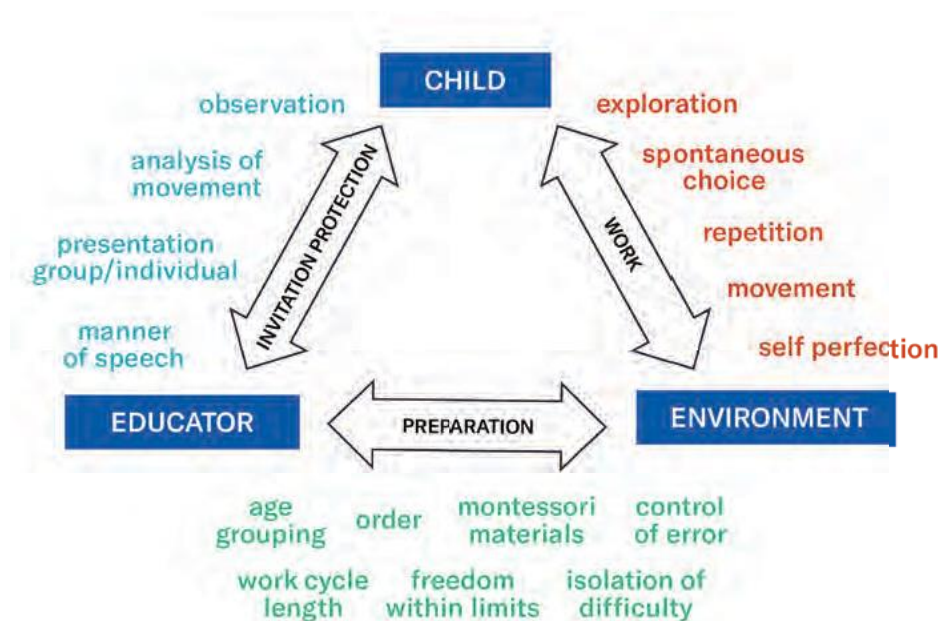 CHILD
observation
exploration
analysis of
movement
spontaneous
choice
INVITATION PROTECTION
WORK
presentation
group/individual
repetition
movement
manner
of speech
self perfection
EDUCATOR
PREPARATION
ENVIRONMENT
age
grouping
order
montessori
materials
control
of error
work cycle
length
freedom
within limits
isolation of
difficulty